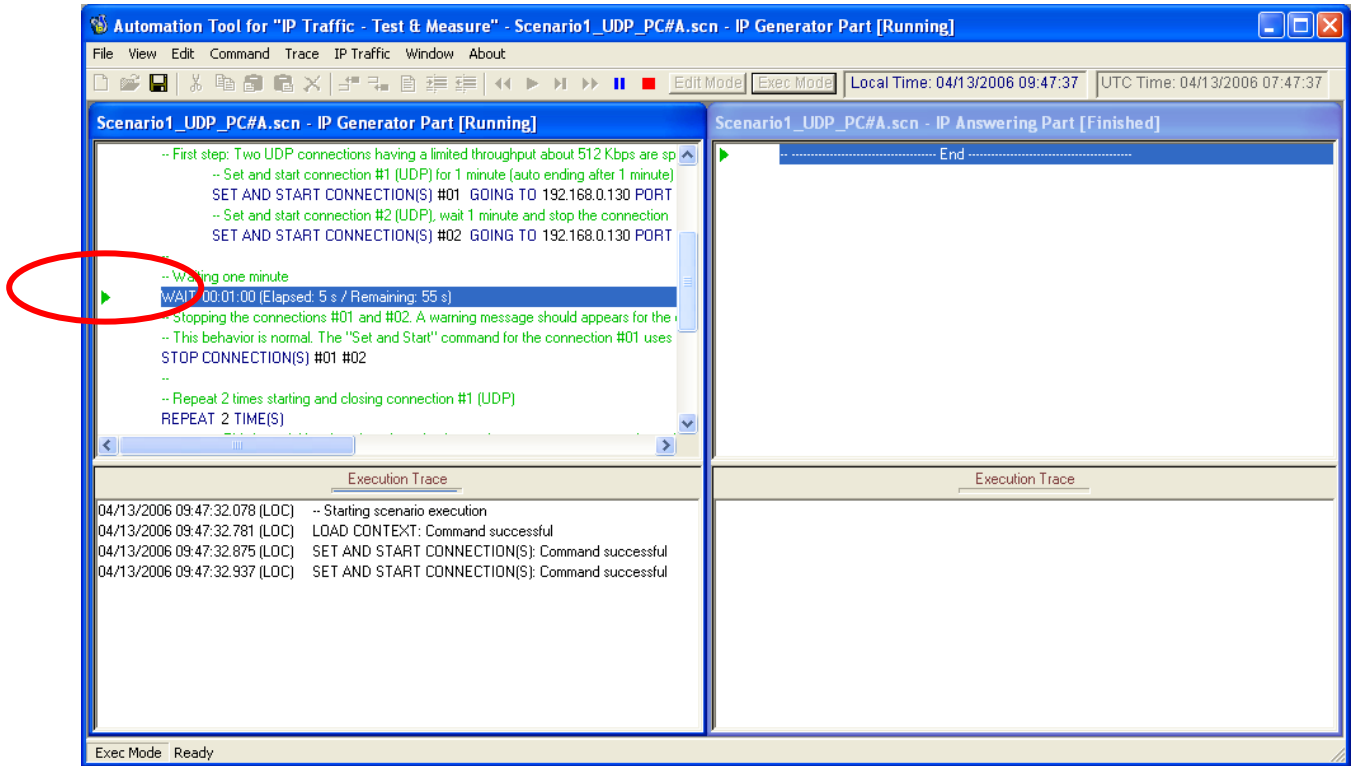 Automation Tool for "IP Traffic - Test & Measure" - Scenario1_UDP_PC#A.scn - IP Generator Part [Running]
File View Edit Command Trace IP Traffic Window About
Edit Mode Exec Mode Local Time: 04/13/2006 09:47:37 UTC Time: 04/13/2006 07:47:37
Scenario1_UDP_PC#A.scn - IP Generator Part [Running]
-- First step: Two UDP connections having a limited throughput about 512 Kbps are sp
-- Set and start connection #1 (UDP) for 1 minute (auto ending after 1 minute)
SET AND START CONNECTION(S) #01 GOING TO 192.168.0.130 PORT
-- Set and start connection #2 (UDP), wait 1 minute and stop the connection
SET AND START CONNECTION(S) #02 GOING TO 192.168.0.130 PORT
--
-- Waiting one minute
WAIT 00:01:00 (Elapsed: 5 s / Remaining: 55 s)
-- Stopping the connections #01 and #02. A warning message should appears for the
-- This behavior is normal. The "Set and Start" command for the connection #01 uses
STOP CONNECTION(S) #01 #02
--
-- Repeat 2 times starting and closing connection #1 (UDP)
REPEAT 2 TIME(S)
Execution Trace
04/13/2006 09:47:32.078 (LOC) -- Starting scenario execution
04/13/2006 09:47:32.781 (LOC) LOAD CONTEXT: Command successful
04/13/2006 09:47:32.875 (LOC) SET AND START CONNECTION(S): Command successful
04/13/2006 09:47:32.937 (LOC) SET AND START CONNECTION(S): Command successful
Scenario1_UDP_PC#A.scn - IP Answering Part [Finished]
-- ------------------------------------ End -----------------------------------------
Execution Trace
Exec Mode Ready